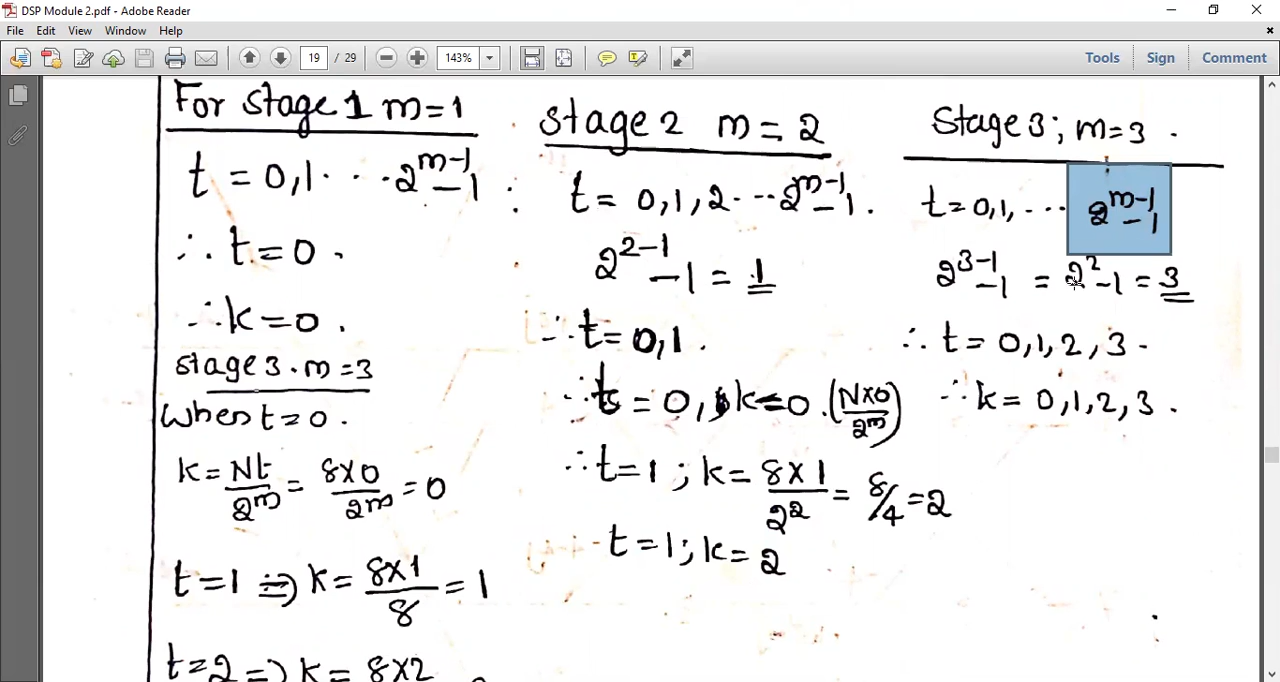 DSP Module 2.pdf - Adobe Reader
File Edit View Window Help
19 / 29 143% Tools Sign Comment
For stage 1 m=1
t = 0,1 · · · 2^{m-1}-1
∴ t=0.
∴ k=0.
stage 3 · m=3
When t=0.
k = Nt/2^m = 8×0/2^m = 0
t=1 ⇒ k = 8×1/8 = 1
t=2 ⇒ k = 8×2
stage 2 m=2
t = 0,1,2 · · · 2^{m-1}-1.
2^{2-1}-1 = 1
∴ t=0,1.
∴ t = 0, k=0.(N×0/2^m)
∴ t=1; k = 8×1/2^2 = 8/4 = 2
t=1; k=2
Stage 3; m=3.
t=0,1, · · · 2^{m-1}-1
2^{3-1}-1 = 2^2-1 = 3
∴ t = 0,1,2,3.
∴ k = 0,1,2,3.